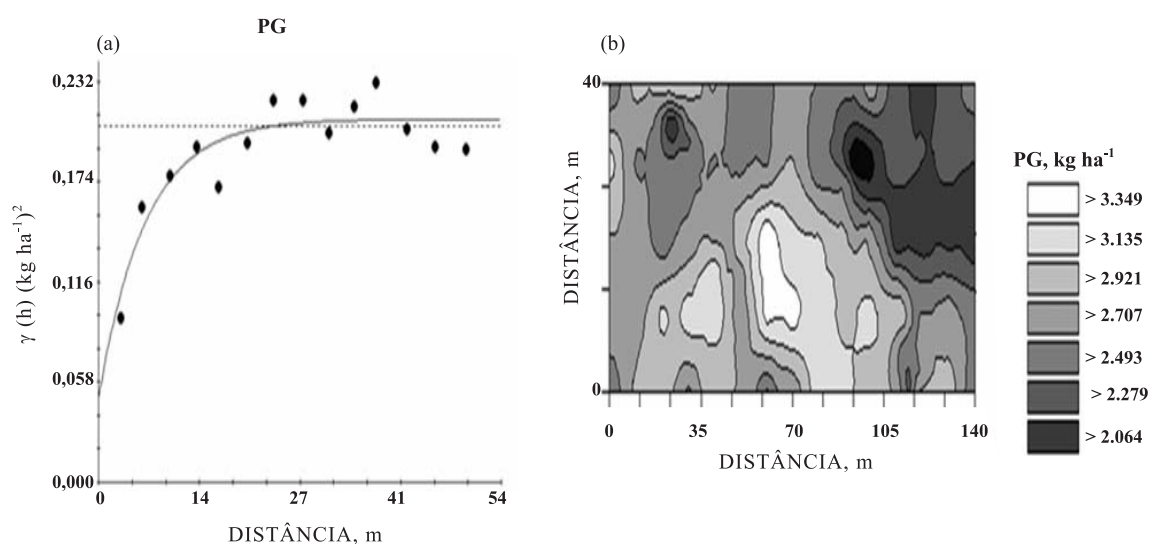 PG
(a)
0,232
0,174
0,116
0,058
0,000
γ (h) (kg ha⁻¹)²
0 14 27 41 54
DISTÂNCIA, m
(b)
40
0
DISTÂNCIA, m
0 35 70 105 140
DISTÂNCIA, m
PG, kg ha⁻¹
> 3.349
> 3.135
> 2.921
> 2.707
> 2.493
> 2.279
> 2.064